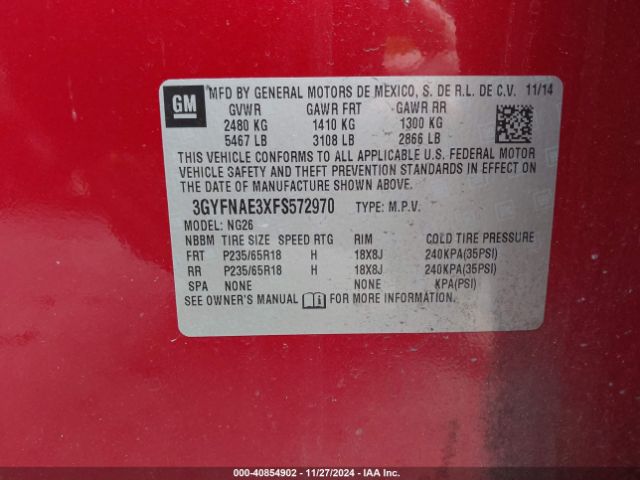 GM
MFD BY GENERAL MOTORS DE MEXICO, S. DE R.L. DE C.V. 11/14
GVWR GAWR FRT GAWR RR
2480 KG 1410 KG 1300 KG
5467 LB 3108 LB 2866 LB
THIS VEHICLE CONFORMS TO ALL APPLICABLE U.S. FEDERAL MOTOR
VEHICLE SAFETY AND THEFT PREVENTION STANDARDS IN EFFECT ON
THE DATE OF MANUFACTURE SHOWN ABOVE.
3GYFNAE3XFS572970 TYPE: M.P.V.
MODEL: NG26
NBBM TIRE SIZE SPEED RTG RIM COLD TIRE PRESSURE
FRT P235/65R18 H 18X8J 240KPA(35PSI)
RR P235/65R18 H 18X8J 240KPA(35PSI)
SPA NONE NONE KPA(PSI)
SEE OWNER'S MANUAL i FOR MORE INFORMATION.
000-40854902 - 11/27/2024 - IAA Inc.